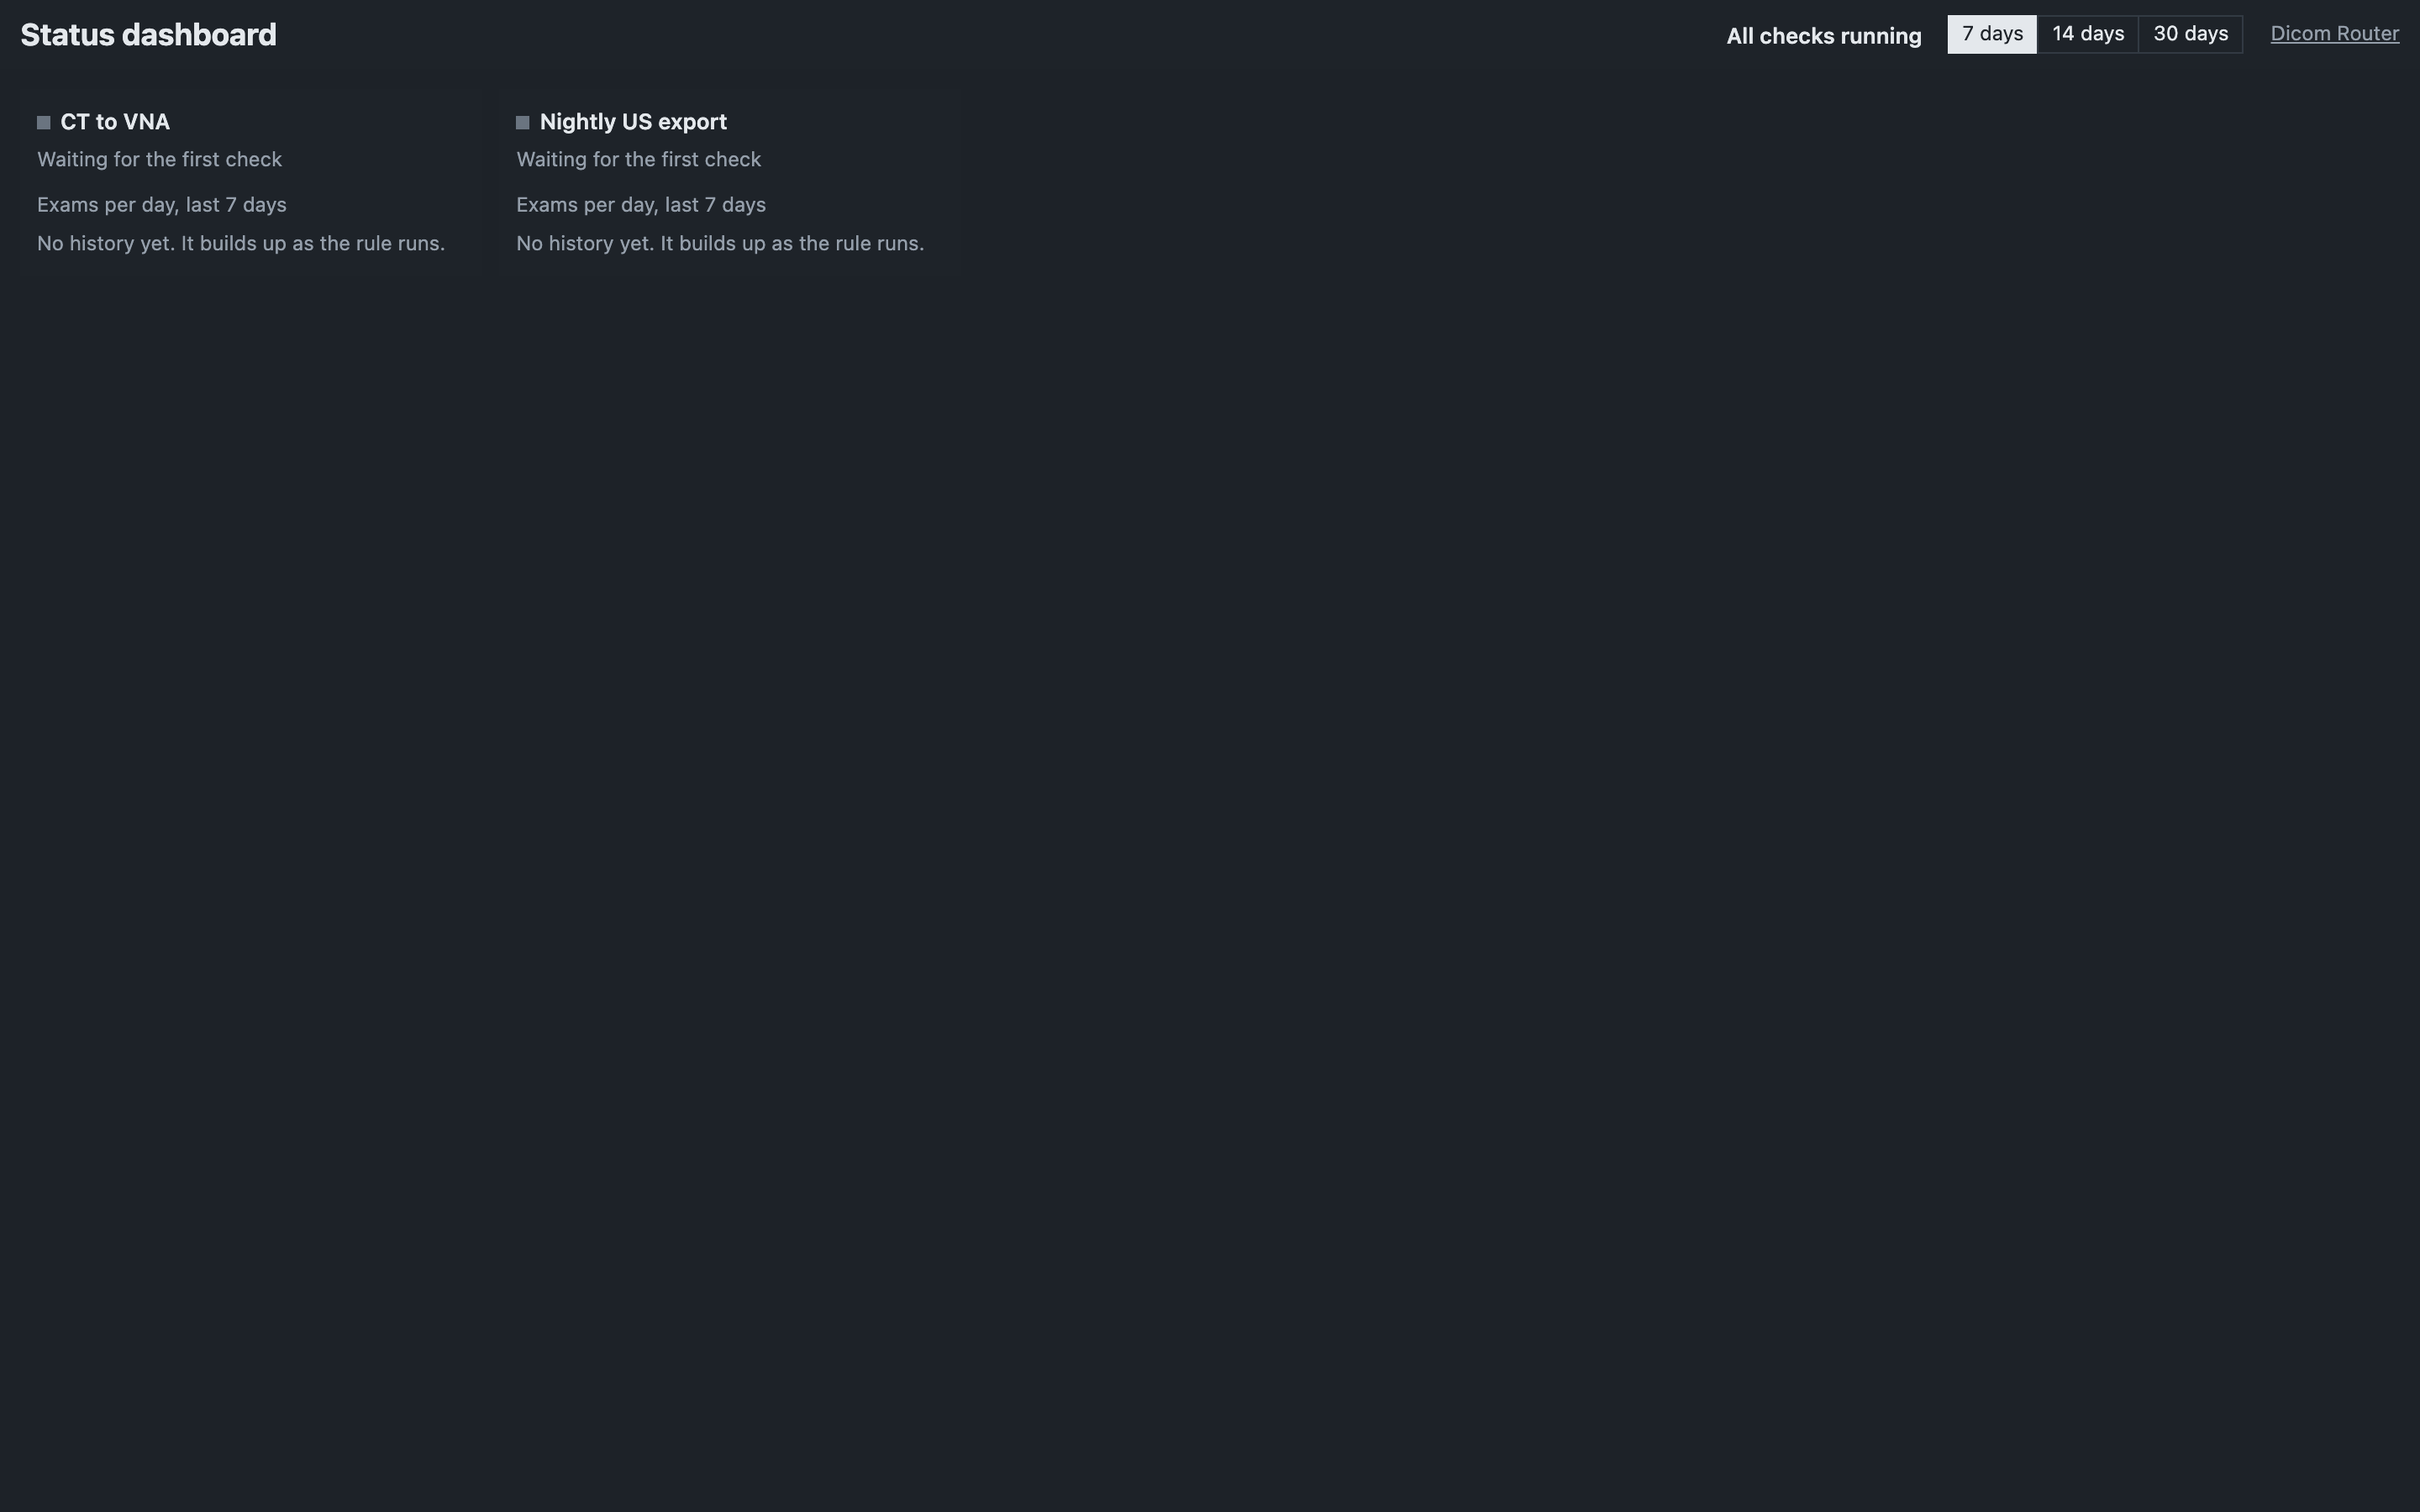 Status dashboard
All checks running
7 days
14 days
30 days
Dicom Router
CT to VNA
Waiting for the first check
Exams per day, last 7 days
No history yet. It builds up as the rule runs.
Nightly US export
Waiting for the first check
Exams per day, last 7 days
No history yet. It builds up as the rule runs.